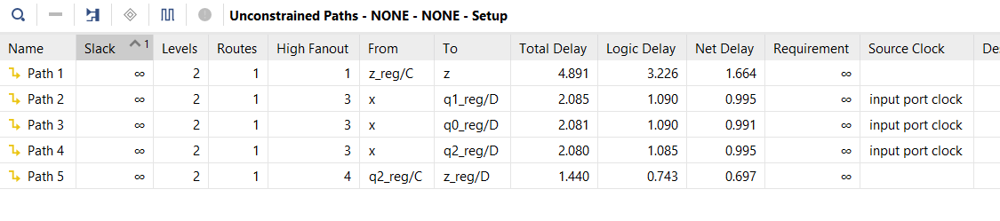 Unconstrained Paths - NONE - NONE - Setup
Name Slack 1 Levels Routes High Fanout From To Total Delay Logic Delay Net Delay Requirement Source Clock Des
Path 1 ∞ 2 1 1 z_reg/C z 4.891 3.226 1.664 ∞
Path 2 ∞ 2 1 3 x q1_reg/D 2.085 1.090 0.995 ∞ input port clock
Path 3 ∞ 2 1 3 x q0_reg/D 2.081 1.090 0.991 ∞ input port clock
Path 4 ∞ 2 1 3 x q2_reg/D 2.080 1.085 0.995 ∞ input port clock
Path 5 ∞ 2 1 4 q2_reg/C z_reg/D 1.440 0.743 0.697 ∞